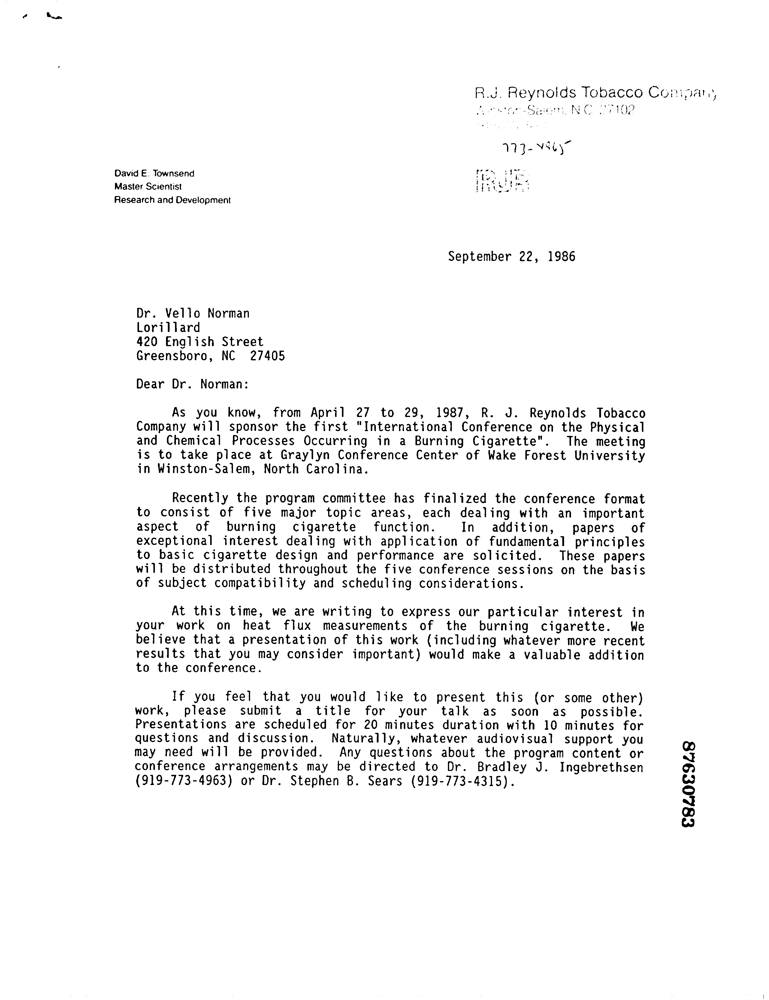 R.J. Reynolds Tobacco Company
Winston-Salem, N.C. 27102
773-4965
David E. Townsend
Master Scientist
Research and Development
September 22, 1986
Dr. Vello Norman
Lorillard
420 English Street
Greensboro, NC 27405
Dear Dr. Norman:
As you know, from April 27 to 29, 1987, R. J. Reynolds Tobacco
Company will sponsor the first "International Conference on the Physical
and Chemical Processes Occurring in a Burning Cigarette". The meeting
is to take place at Graylyn Conference Center of Wake Forest University
in Winston-Salem, North Carolina.
Recently the program committee has finalized the conference format
to consist of five major topic areas, each dealing with an important
aspect of burning cigarette function. In addition, papers of
exceptional interest dealing with application of fundamental principles
to basic cigarette design and performance are solicited. These papers
will be distributed throughout the five conference sessions on the basis
of subject compatibility and scheduling considerations.
At this time, we are writing to express our particular interest in
your work on heat flux measurements of the burning cigarette. We
believe that a presentation of this work (including whatever more recent
results that you may consider important) would make a valuable addition
to the conference.
If you feel that you would like to present this (or some other)
work, please submit a title for your talk as soon as possible.
Presentations are scheduled for 20 minutes duration with 10 minutes for
questions and discussion. Naturally, whatever audiovisual support you
may need will be provided. Any questions about the program content or
conference arrangements may be directed to Dr. Bradley J. Ingebrethsen
(919-773-4963) or Dr. Stephen B. Sears (919-773-4315).
87630783